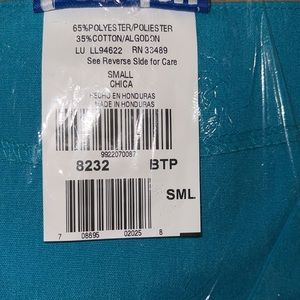 65%POLYESTER/POLIESTER
35%COTTON/ALGODON
LU LL94622 RN 33469
See Reverse Side for Care
SMALL
CHICA
HECHO EN HONDURAS
MADE IN HONDURAS
9922070087
8232 BTP
SML
7 08695 02025 8